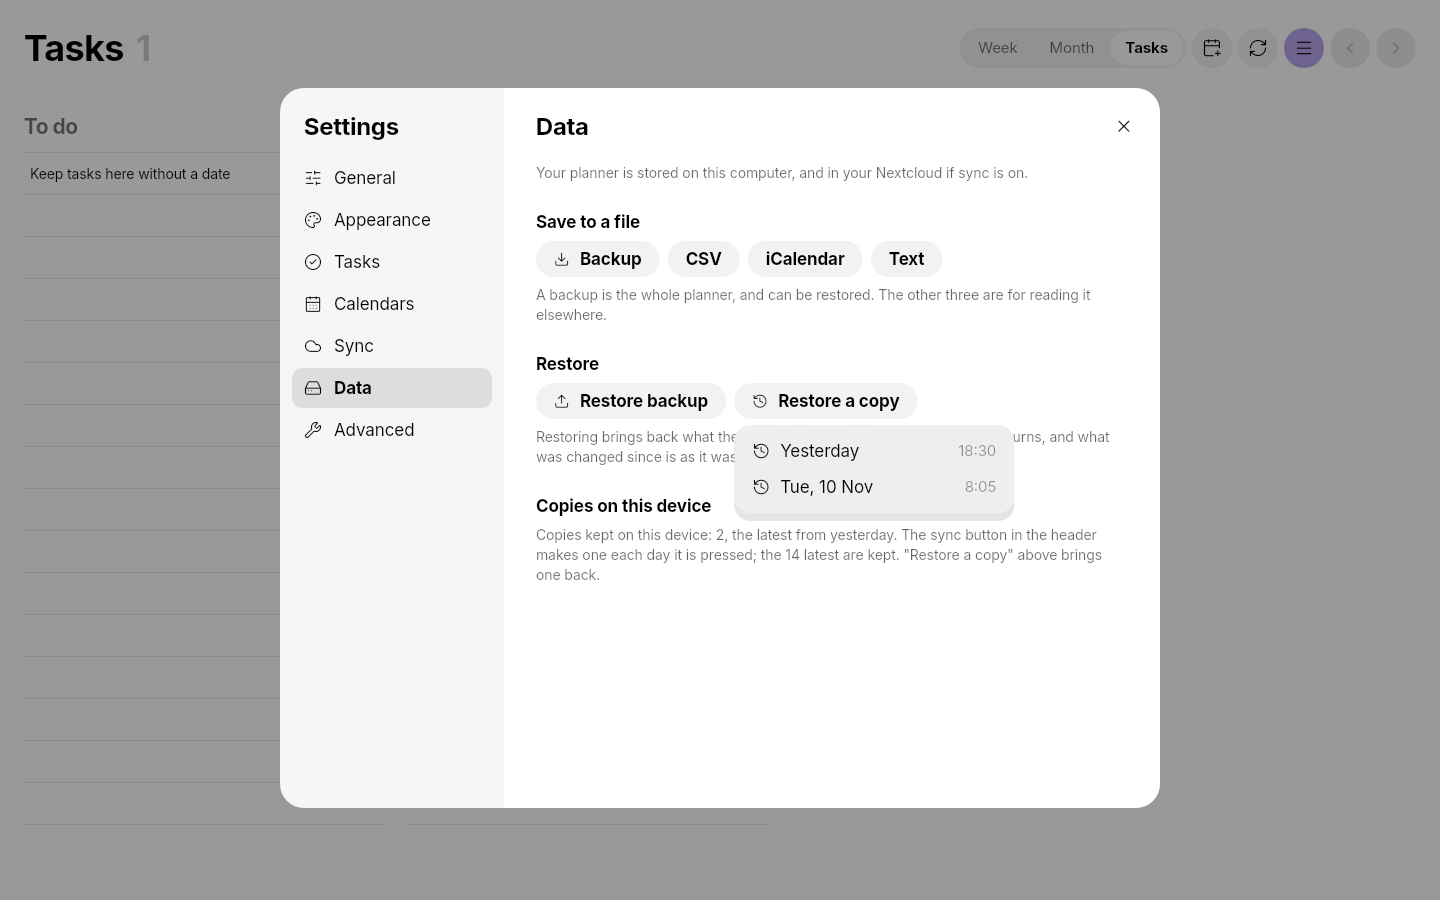 Tasks 1
Week
Month
Tasks
To do
Keep tasks here without a date
Settings
General
Appearance
Tasks
Calendars
Sync
Data
Advanced
Data
Your planner is stored on this computer, and in your Nextcloud if sync is on.
Save to a file
Backup
CSV
iCalendar
Text
A backup is the whole planner, and can be restored. The other three are for reading it
elsewhere.
Restore
Restore backup
Restore a copy
Restoring brings back what
and what
was changed since is as it was
Yesterday 18:30
Tue, 10 Nov 8:05
Copies on this device
Copies kept on this device: 2, the latest from yesterday. The sync button in the header
makes one each day it is pressed; the 14 latest are kept. "Restore a copy" above brings
one back.